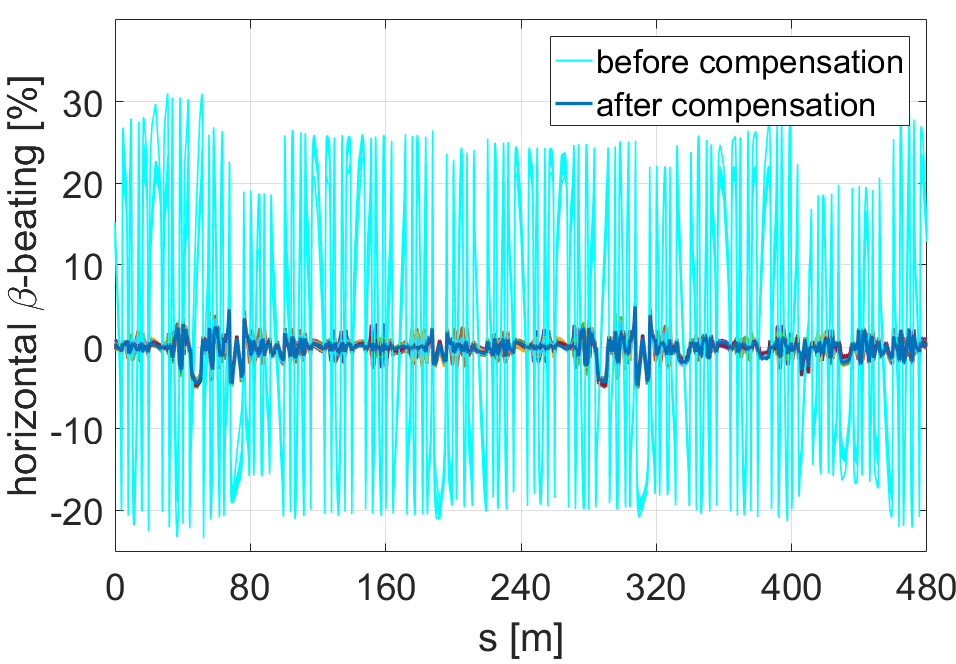 before compensation
after compensation
horizontal β-beating [%]
30
20
10
0
-10
-20
0 80 160 240 320 400 480
s [m]